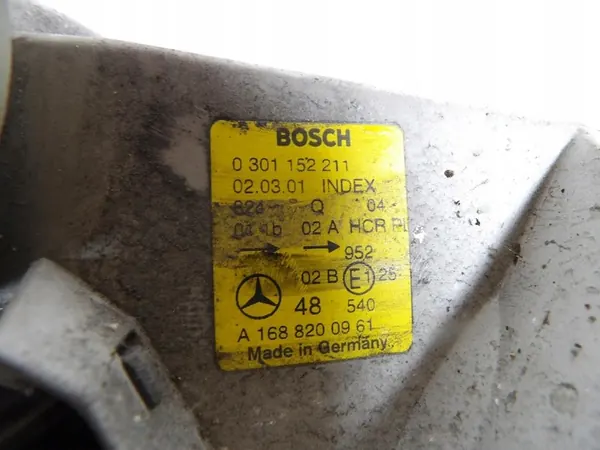 BOSCH
0 301 152 211
02.03.01 INDEX
Q 04
02 A HCR
952
02 B E1
48 540
A 168 820 09 61
Made in Germany